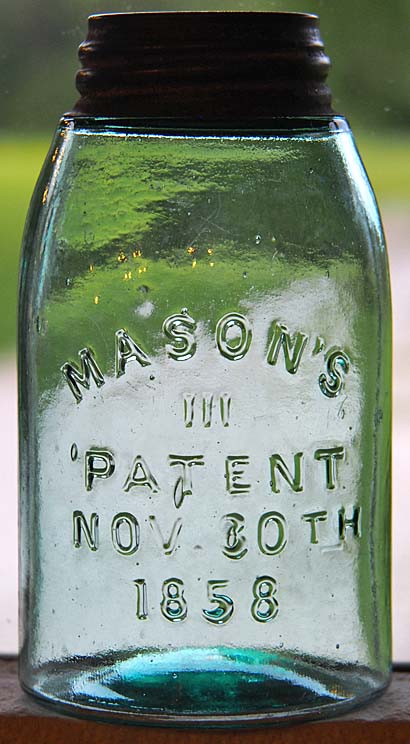 MASON'S
III
'PATENT
NOV. 30TH
1858